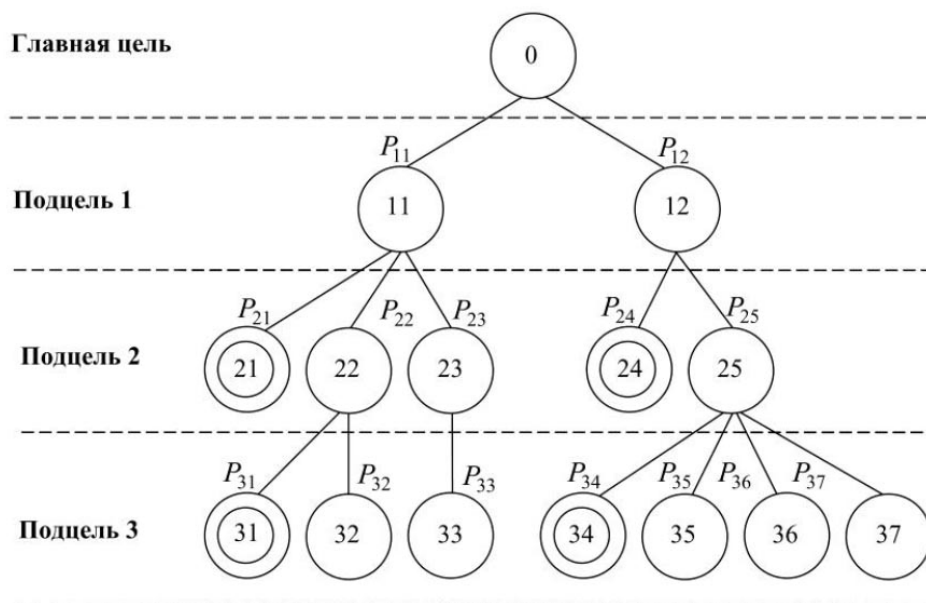 Главная цель
0
P11 P12
Подцель 1
11 12
P21 P22 P23 P24 P25
Подцель 2
21 22 23 24 25
P31 P32 P33 P34 P35 P36 P37
Подцель 3
31 32 33 34 35 36 37